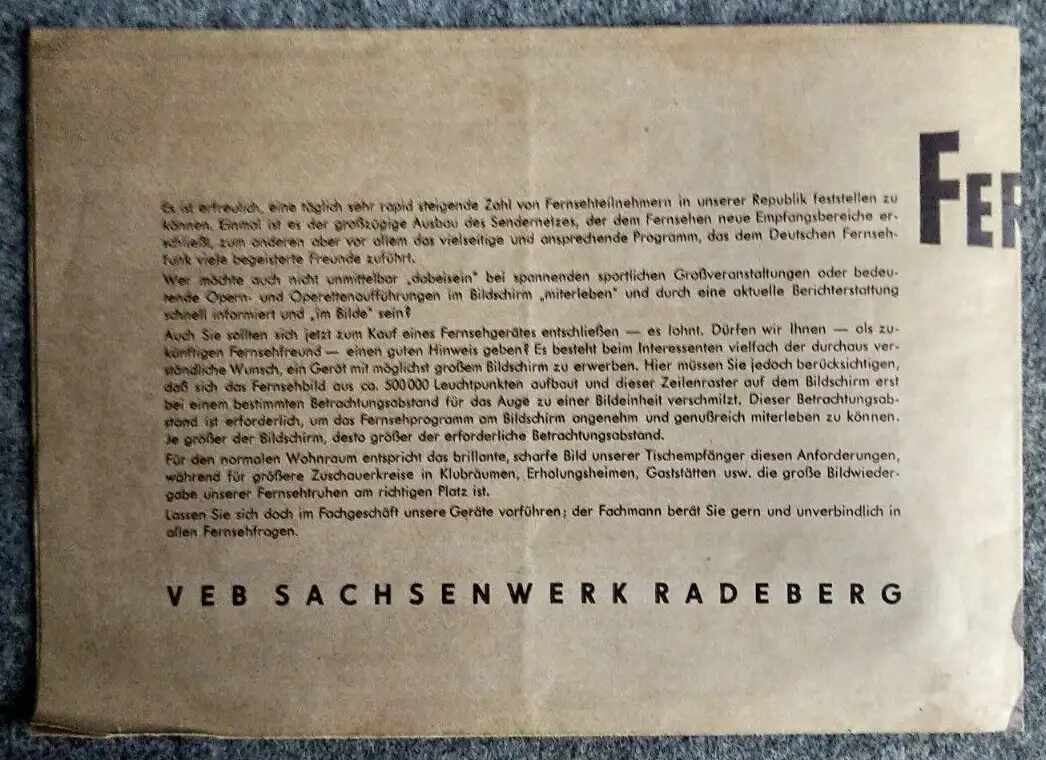 Es ist erfreulich, eine täglich sehr rapid steigende Zahl von Fernsehteilnehmern in unserer Republik feststellen zu
können. Einmal ist es der großzügige Ausbau des Sendernetzes, der dem Fernsehen neue Empfangsbereiche er-
schließt, zum anderen aber vor allem das vielseitige und ansprechende Programm, das dem Deutschen Fernseh-
funk viele begeisterte Freunde zuführt.
Wer möchte auch nicht unmittelbar „dabeisein" bei spannenden sportlichen Großveranstaltungen oder bedeu-
tende Opern- und Operettenaufführungen im Bildschirm „miterleben" und durch eine aktuelle Berichterstattung
schnell informiert und „im Bilde" sein?
Auch Sie sollten sich jetzt zum Kauf eines Fernsehgerätes entschließen — es lohnt. Dürfen wir Ihnen — als zu-
künftigen Fernsehfreund — einen guten Hinweis geben? Es besteht beim Interessenten vielfach der durchaus ver-
ständliche Wunsch, ein Gerät mit möglichst großem Bildschirm zu erwerben. Hier müssen Sie jedoch berücksichtigen,
daß sich das Fernsehbild aus ca. 500 000 Leuchtpunkten aufbaut und dieser Zeilenraster auf dem Bildschirm erst
bei einem bestimmten Betrachtungsabstand für das Auge zu einer Bildeinheit verschmilzt. Dieser Betrachtungsab-
stand ist erforderlich, um das Fernsehprogramm am Bildschirm angenehm und genußreich miterleben zu können.
Je größer der Bildschirm, desto größer der erforderliche Betrachtungsabstand.
Für den normalen Wohnraum entspricht das brillante, scharfe Bild unserer Tischempfänger diesen Anforderungen,
während für größere Zuschauerkreise in Klubräumen, Erholungsheimen, Gaststätten usw. die große Bildwieder-
gabe unserer Fernsehtruhen am richtigen Platz ist.
Lassen Sie sich doch im Fachgeschäft unsere Geräte vorführen; der Fachmann berät Sie gern und unverbindlich in
allen Fernsehfragen.
VEB SACHSENWERK RADEBERG
FER